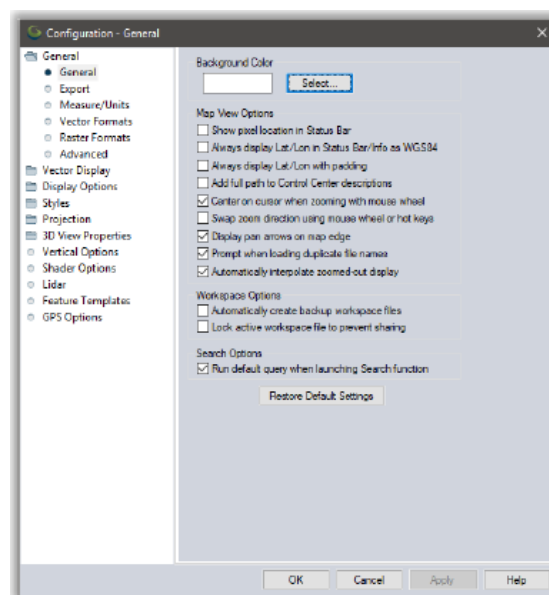 Configuration - General
General
General
Export
Measure/Units
Vector Formats
Raster Formats
Advanced
Vector Display
Display Options
Styles
Projection
3D View Properties
Vertical Options
Shader Options
Lidar
Feature Templates
GPS Options
Background Color
Select...
Map View Options
Show pixel location in Status Bar
Always display Lat/Lon in Status Bar/Info as WGS84
Always display Lat/Lon with padding
Add full path to Control Center descriptions
Center on cursor when zooming with mouse wheel
Swap zoom direction using mouse wheel or hot keys
Display pan arrows on map edge
Prompt when loading duplicate file names
Automatically interpolate zoomed-out display
Workspace Options
Automatically create backup workspace files
Lock active workspace file to prevent sharing
Search Options
Run default query when launching Search function
Restore Default Settings
OK Cancel Apply Help